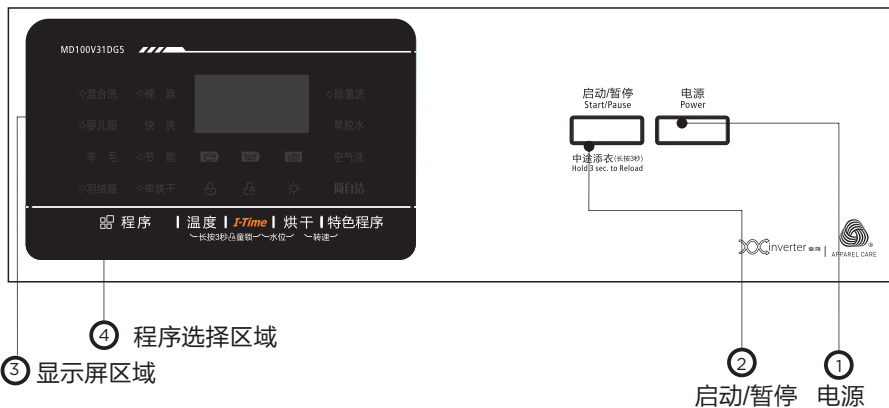 MD100V31DG5
混合洗 棉 麻 除菌洗
婴儿服 快 洗 单脱水
羊 毛 节 能 空气洗
羽绒服 单烘干 筒自洁
程序 温度 I-Time 烘干 特色程序
长按3秒童锁 水位 转速
启动/暂停
Start/Pause
电源
Power
中途添衣(长按3秒)
Hold 3 sec. to Reload
inverter
APPAREL CARE
4 程序选择区域
3 显示屏区域
2
启动/暂停
1
电源